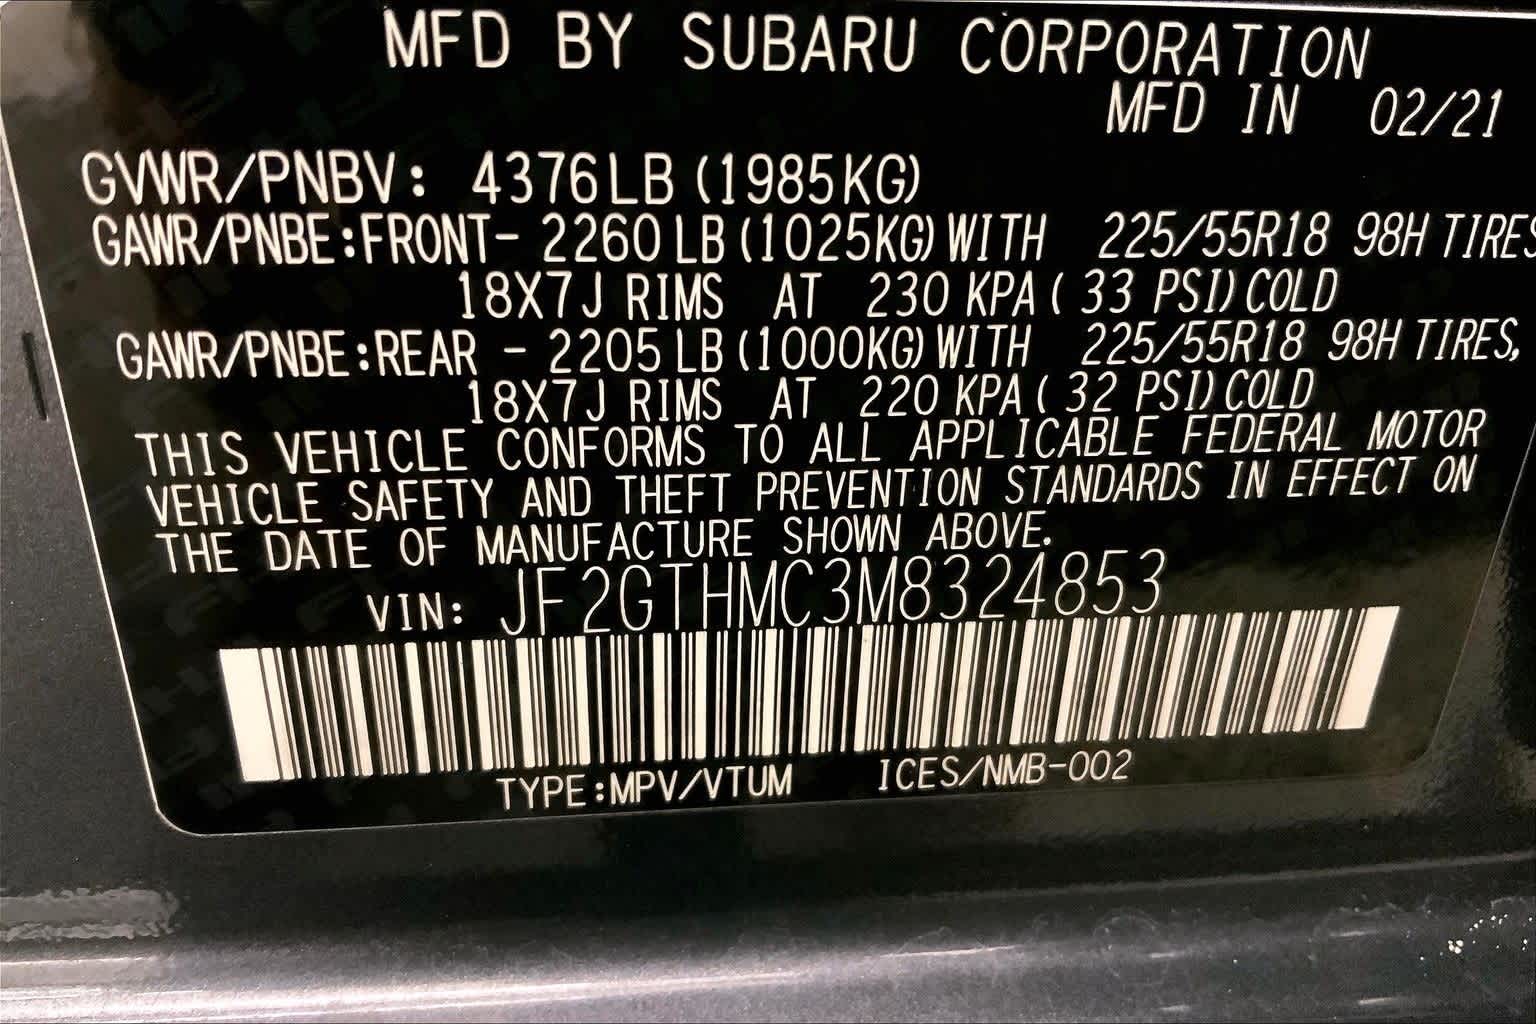 MFD BY SUBARU CORPORATION
MFD IN 02/21
GVWR/PNBV: 4376LB (1985KG)
GAWR/PNBE:FRONT- 2260LB(1025KG)WITH 225/55R18 98H TIRES
18X7J RIMS AT 230 KPA( 33 PSI)COLD
GAWR/PNBE:REAR - 2205LB(1000KG)WITH 225/55R18 98H TIRES,
18X7J RIMS AT 220 KPA( 32 PSI)COLD
THIS VEHICLE CONFORMS TO ALL APPLICABLE FEDERAL MOTOR
VEHICLE SAFETY AND THEFT PREVENTION STANDARDS IN EFFECT ON
THE DATE OF MANUFACTURE SHOWN ABOVE.
VIN: JF2GTHMC3M8324853
TYPE:MPV/VTUM ICES/NMB-002